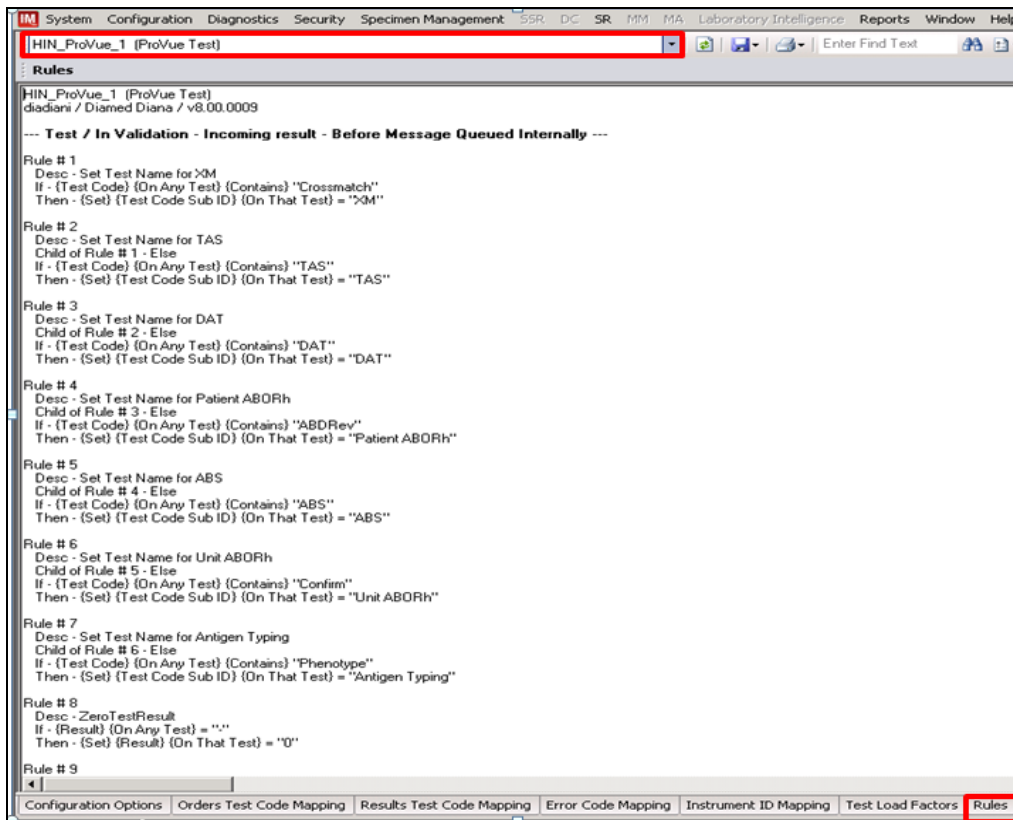 IM System Configuration Diagnostics Security Specimen Management SSR DC SR MM MA Laboratory Intelligence Reports Window Help
HIN_ProVue_1 (ProVue Test) Enter Find Text
Rules
HIN_ProVue_1 (ProVue Test)
diadiani / Diamed Diana / v8.00.0009
--- Test / In Validation - Incoming result - Before Message Queued Internally ---
Rule # 1
Desc - Set Test Name for XM
If - {Test Code} {On Any Test} {Contains} "Crossmatch"
Then - {Set} {Test Code Sub ID} {On That Test} = "XM"
Rule # 2
Desc - Set Test Name for TAS
Child of Rule # 1 - Else
If - {Test Code} {On Any Test} {Contains} "TAS"
Then - {Set} {Test Code Sub ID} {On That Test} = "TAS"
Rule # 3
Desc - Set Test Name for DAT
Child of Rule # 2 - Else
If - {Test Code} {On Any Test} {Contains} "DAT"
Then - {Set} {Test Code Sub ID} {On That Test} = "DAT"
Rule # 4
Desc - Set Test Name for Patient ABORh
Child of Rule # 3 - Else
If - {Test Code} {On Any Test} {Contains} "ABDRev"
Then - {Set} {Test Code Sub ID} {On That Test} = "Patient ABORh"
Rule # 5
Desc - Set Test Name for ABS
Child of Rule # 4 - Else
If - {Test Code} {On Any Test} {Contains} "ABS"
Then - {Set} {Test Code Sub ID} {On That Test} = "ABS"
Rule # 6
Desc - Set Test Name for Unit ABORh
Child of Rule # 5 - Else
If - {Test Code} {On Any Test} {Contains} "Confirm"
Then - {Set} {Test Code Sub ID} {On That Test} = "Unit ABORh"
Rule # 7
Desc - Set Test Name for Antigen Typing
Child of Rule # 6 - Else
If - {Test Code} {On Any Test} {Contains} "Phenotype"
Then - {Set} {Test Code Sub ID} {On That Test} = "Antigen Typing"
Rule # 8
Desc - ZeroTestResult
If - {Result} {On Any Test} = "-"
Then - {Set} {Result} {On That Test} = "0"
Rule # 9
Configuration Options Orders Test Code Mapping Results Test Code Mapping Error Code Mapping Instrument ID Mapping Test Load Factors Rules